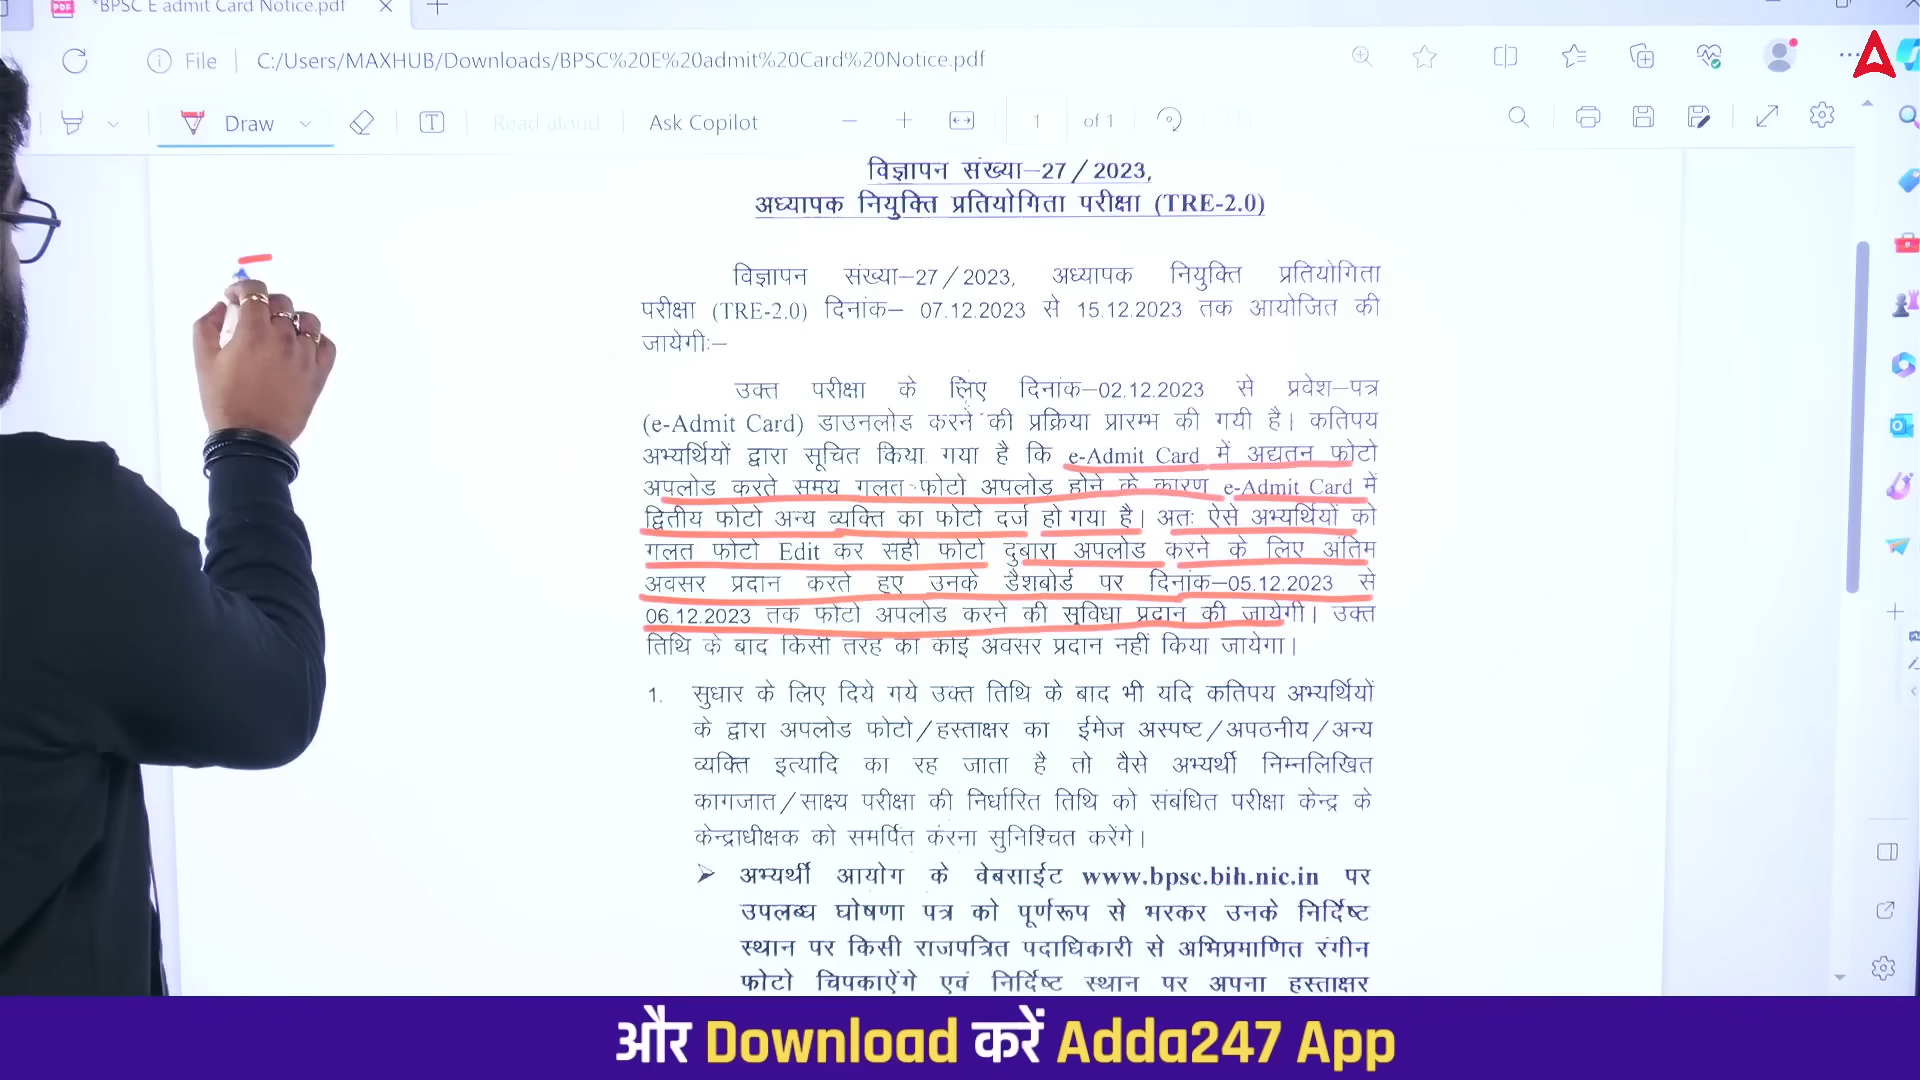 *BPSC E admit Card Notice.pdf
File
C:/Users/MAXHUB/Downloads/BPSC%20E%20admit%20Card%20Notice.pdf
Draw
Read aloud
Ask Copilot
1 of 1
विज्ञापन संख्या–27/2023,
अध्यापक नियुक्ति प्रतियोगिता परीक्षा (TRE-2.0)
विज्ञापन संख्या–27/2023, अध्यापक नियुक्ति प्रतियोगिता
परीक्षा (TRE-2.0) दिनांक– 07.12.2023 से 15.12.2023 तक आयोजित की
जायेगीः–
उक्त परीक्षा के लिए दिनांक–02.12.2023 से प्रवेश–पत्र
(e-Admit Card) डाउनलोड करने की प्रक्रिया प्रारम्भ की गयी है। कतिपय
अभ्यर्थियों द्वारा सूचित किया गया है कि e-Admit Card में अद्यतन फोटो
अपलोड करते समय गलत फोटो अपलोड होने के कारण e-Admit Card में
द्वितीय फोटो अन्य व्यक्ति का फोटो दर्ज हो गया है। अतः ऐसे अभ्यर्थियों को
गलत फोटो Edit कर सही फोटो दुबारा अपलोड करने के लिए अंतिम
अवसर प्रदान करते हुए उनके डैशबोर्ड पर दिनांक–05.12.2023 से
06.12.2023 तक फोटो अपलोड करने की सुविधा प्रदान की जायेगी। उक्त
तिथि के बाद किसी तरह का कोई अवसर प्रदान नहीं किया जायेगा।
1. सुधार के लिए दिये गये उक्त तिथि के बाद भी यदि कतिपय अभ्यर्थियों
के द्वारा अपलोड फोटो/हस्ताक्षर का ईमेज अस्पष्ट/अपठनीय/अन्य
व्यक्ति इत्यादि का रह जाता है तो वैसे अभ्यर्थी निम्नलिखित
कागजात/साक्ष्य परीक्षा की निर्धारित तिथि को संबंधित परीक्षा केन्द्र के
केन्द्राधीक्षक को समर्पित करना सुनिश्चित करेंगे।
➢ अभ्यर्थी आयोग के वेबसाईट www.bpsc.bih.nic.in पर
उपलब्ध घोषणा पत्र को पूर्णरूप से भरकर उनके निर्दिष्ट
स्थान पर किसी राजपत्रित पदाधिकारी से अभिप्रमाणित रंगीन
फोटो चिपकाऐंगे एवं निर्दिष्ट स्थान पर अपना हस्ताक्षर
और Download करें Adda247 App